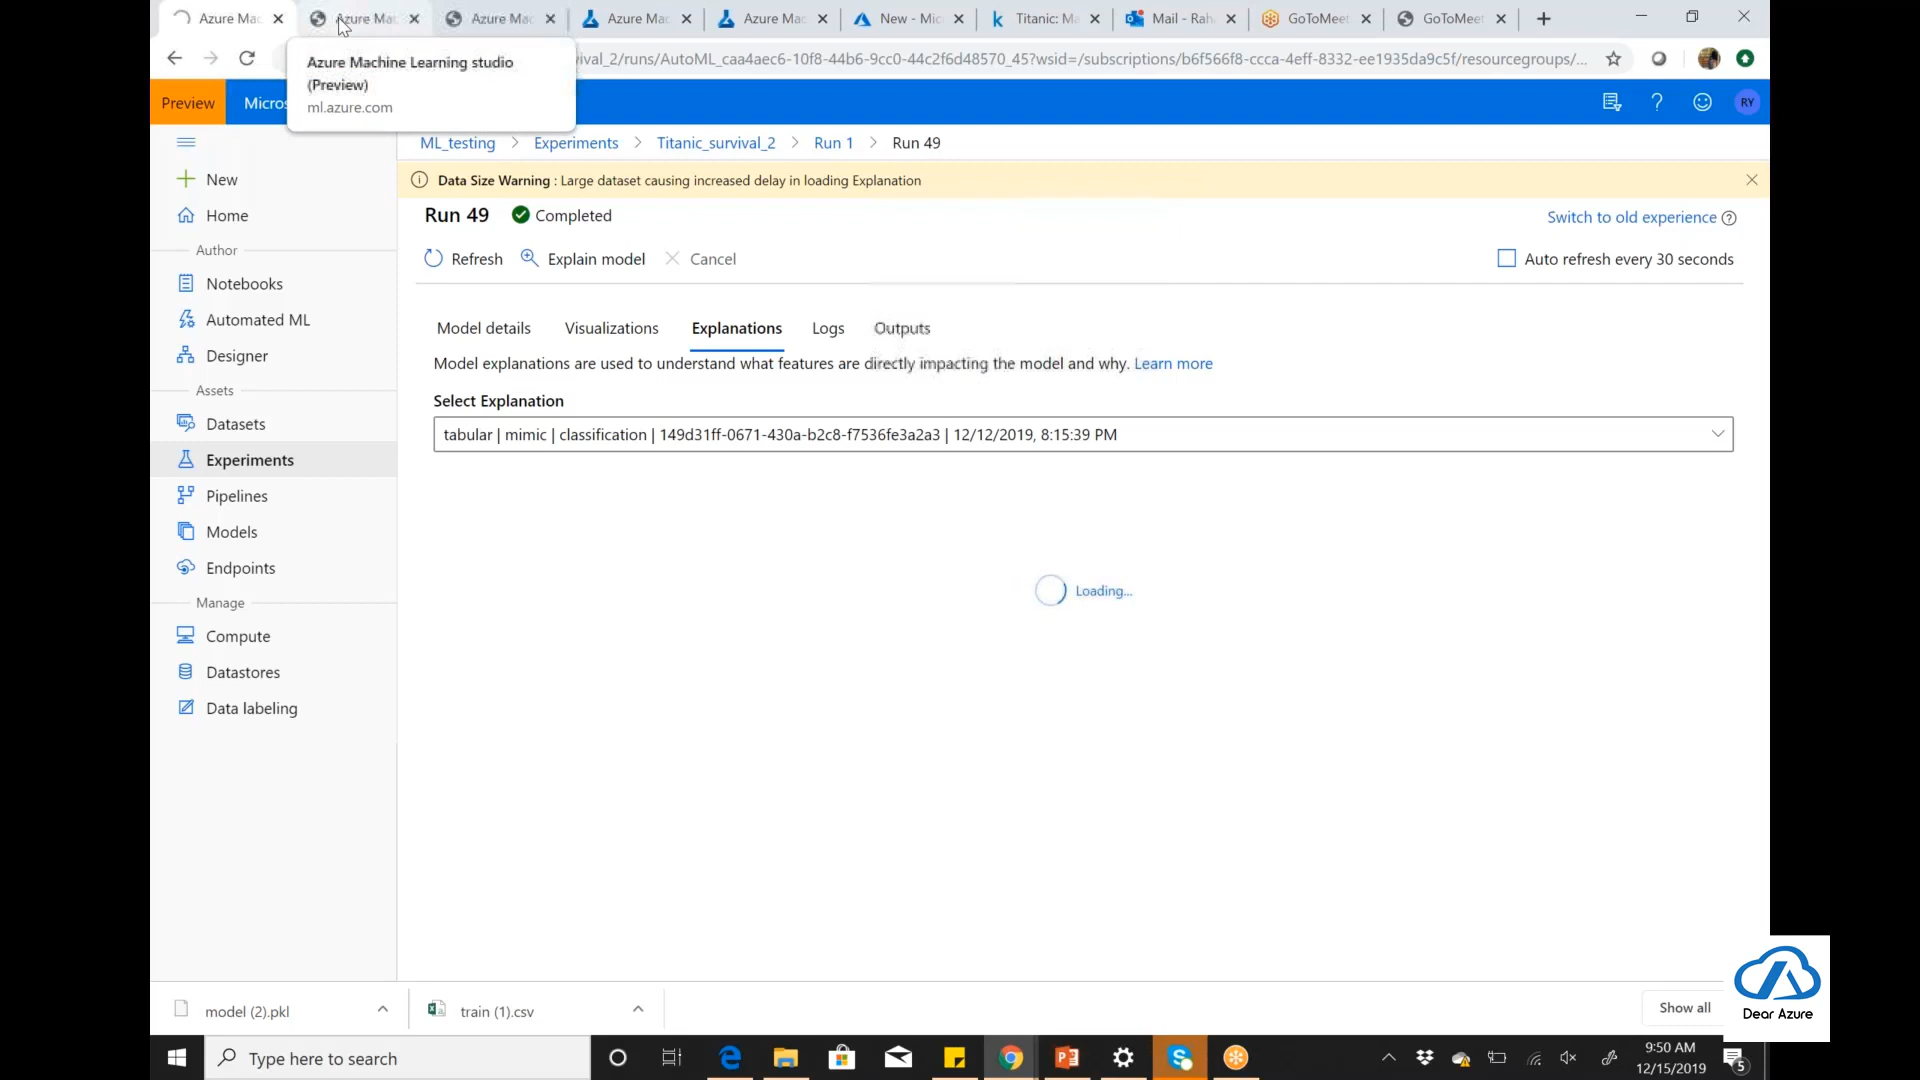 Azure Mac
Azure Mac
Azure Mac
Azure Mac
Azure Mac
New - Mic
Titanic: Ma
Mail - Rah
GoToMeet
GoToMeet
Azure Machine Learning studio
(Preview)
ml.azure.com
ival_2/runs/AutoML_caa4aec6-10f8-44b6-9cc0-44c2f6d48570_45?wsid=/subscriptions/b6f566f8-ccca-4eff-8332-ee1935da9c5f/resourcegroups/...
Preview
Micros
RY
ML_testing > Experiments > Titanic_survival_2 > Run 1 > Run 49
Data Size Warning : Large dataset causing increased delay in loading Explanation
Run 49 Completed
Switch to old experience
Refresh Explain model Cancel
Auto refresh every 30 seconds
Model details Visualizations Explanations Logs Outputs
Model explanations are used to understand what features are directly impacting the model and why. Learn more
Select Explanation
tabular | mimic | classification | 149d31ff-0671-430a-b2c8-f7536fe3a2a3 | 12/12/2019, 8:15:39 PM
Loading...
New
Home
Author
Notebooks
Automated ML
Designer
Assets
Datasets
Experiments
Pipelines
Models
Endpoints
Manage
Compute
Datastores
Data labeling
model (2).pkl
train (1).csv
Show all
Dear Azure
Type here to search
9:50 AM
12/15/2019
5